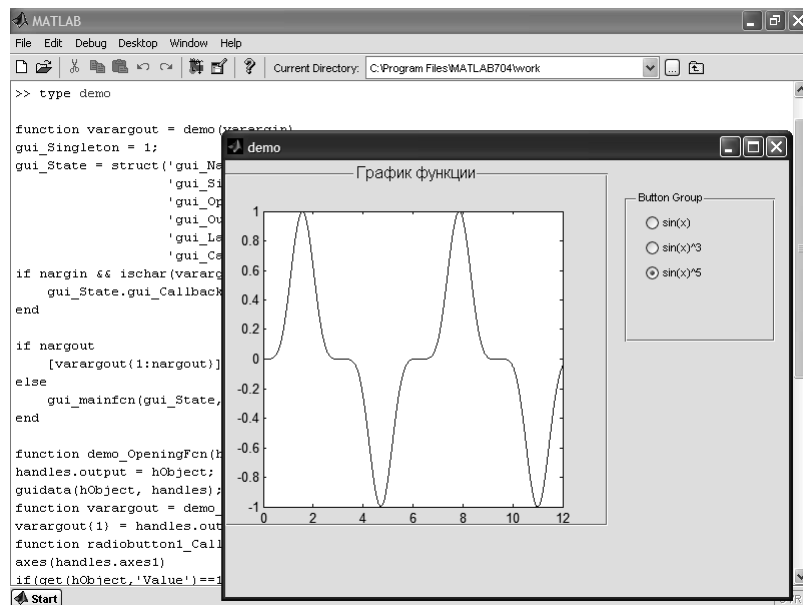 MATLAB
File Edit Debug Desktop Window Help
Current Directory: C:\Program Files\MATLAB704\work
>> type demo
function varargout = demo(varargin)
gui_Singleton = 1;
gui_State = struct('gui_Na
'gui_Si
'gui_Op
'gui_Ou
'gui_La
'gui_Ca
if nargin && ischar(vararg
gui_State.gui_Callback
end
if nargout
[varargout{1:nargout}]
else
gui_mainfcn(gui_State,
end
function demo_OpeningFcn(h
handles.output = hObject;
guidata(hObject, handles);
function varargout = demo_
varargout{1} = handles.out
function radiobutton1_Call
axes(handles.axes1)
if(get(hObject,'Value')==1
Start
demo
График функции
1
0.8
0.6
0.4
0.2
0
-0.2
-0.4
-0.6
-0.8
-1
0 2 4 6 8 10 12
Button Group
sin(x)
sin(x)^3
sin(x)^5